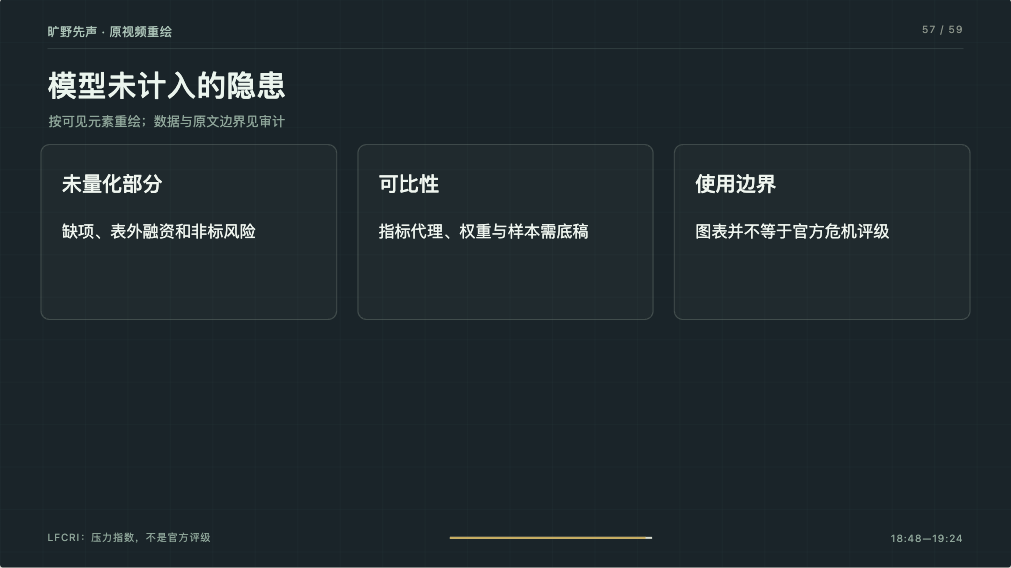 旷野先声 · 原视频重绘
57 / 59
模型未计入的隐患
按可见元素重绘；数据与原文边界见审计
未量化部分
缺项、表外融资和非标风险
可比性
指标代理、权重与样本需底稿
使用边界
图表并不等于官方危机评级
LFCRI：压力指数，不是官方评级
18:48—19:24